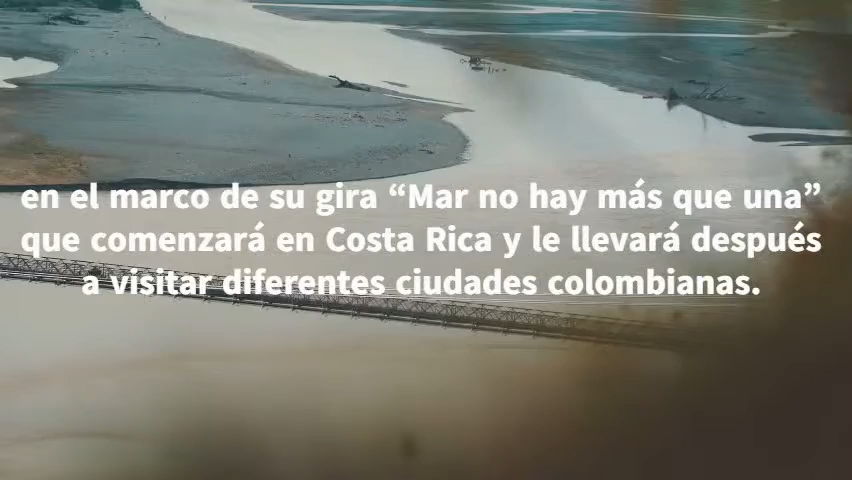 en el marco de su gira “Mar no hay más que una”
que comenzará en Costa Rica y le llevará después
a visitar diferentes ciudades colombianas.